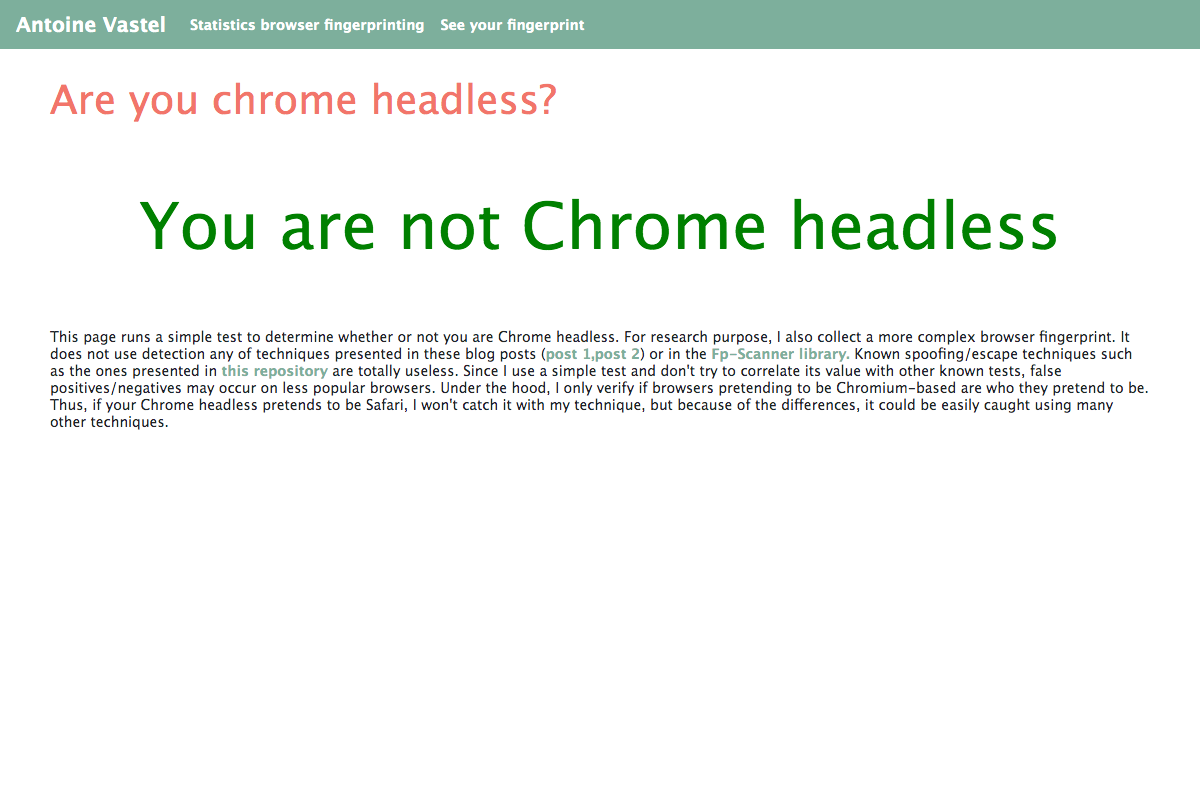 Antoine Vastel Statistics browser fingerprinting See your fingerprint
Are you chrome headless?
You are not Chrome headless
This page runs a simple test to determine whether or not you are Chrome headless. For research purpose, I also collect a more complex browser fingerprint. It
does not use detection any of techniques presented in these blog posts (post 1,post 2) or in the Fp-Scanner library. Known spoofing/escape techniques such
as the ones presented in this repository are totally useless. Since I use a simple test and don't try to correlate its value with other known tests, false
positives/negatives may occur on less popular browsers. Under the hood, I only verify if browsers pretending to be Chromium-based are who they pretend to be.
Thus, if your Chrome headless pretends to be Safari, I won't catch it with my technique, but because of the differences, it could be easily caught using many
other techniques.